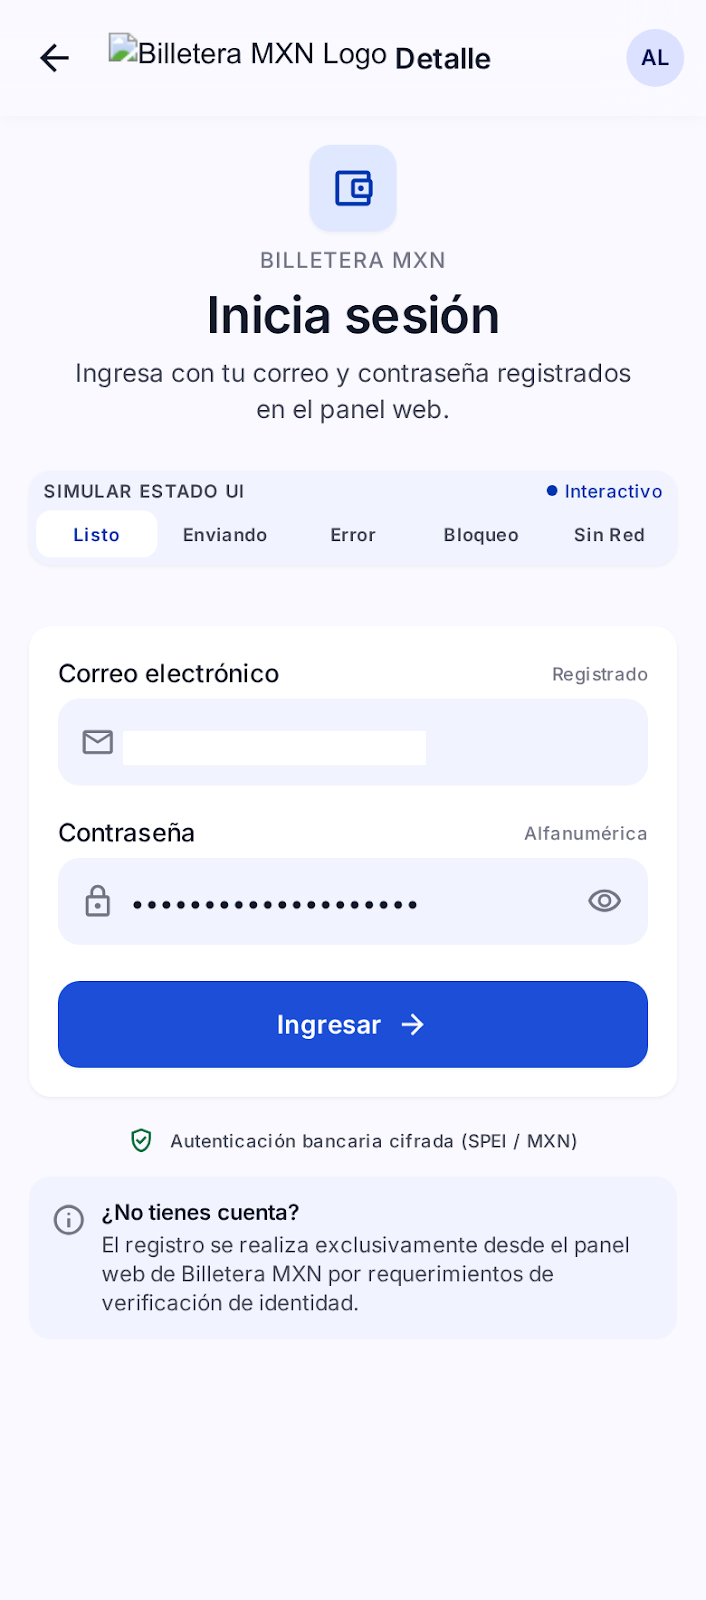 Billetera MXN Logo Detalle
AL
BILLETERA MXN
Inicia sesión
Ingresa con tu correo y contraseña registrados
en el panel web.
SIMULAR ESTADO UI
Interactivo
Listo Enviando Error Bloqueo Sin Red
Correo electrónico
Registrado
Contraseña
Alfanumérica
••••••••••••••••••••
Ingresar
Autenticación bancaria cifrada (SPEI / MXN)
¿No tienes cuenta?
El registro se realiza exclusivamente desde el panel
web de Billetera MXN por requerimientos de
verificación de identidad.